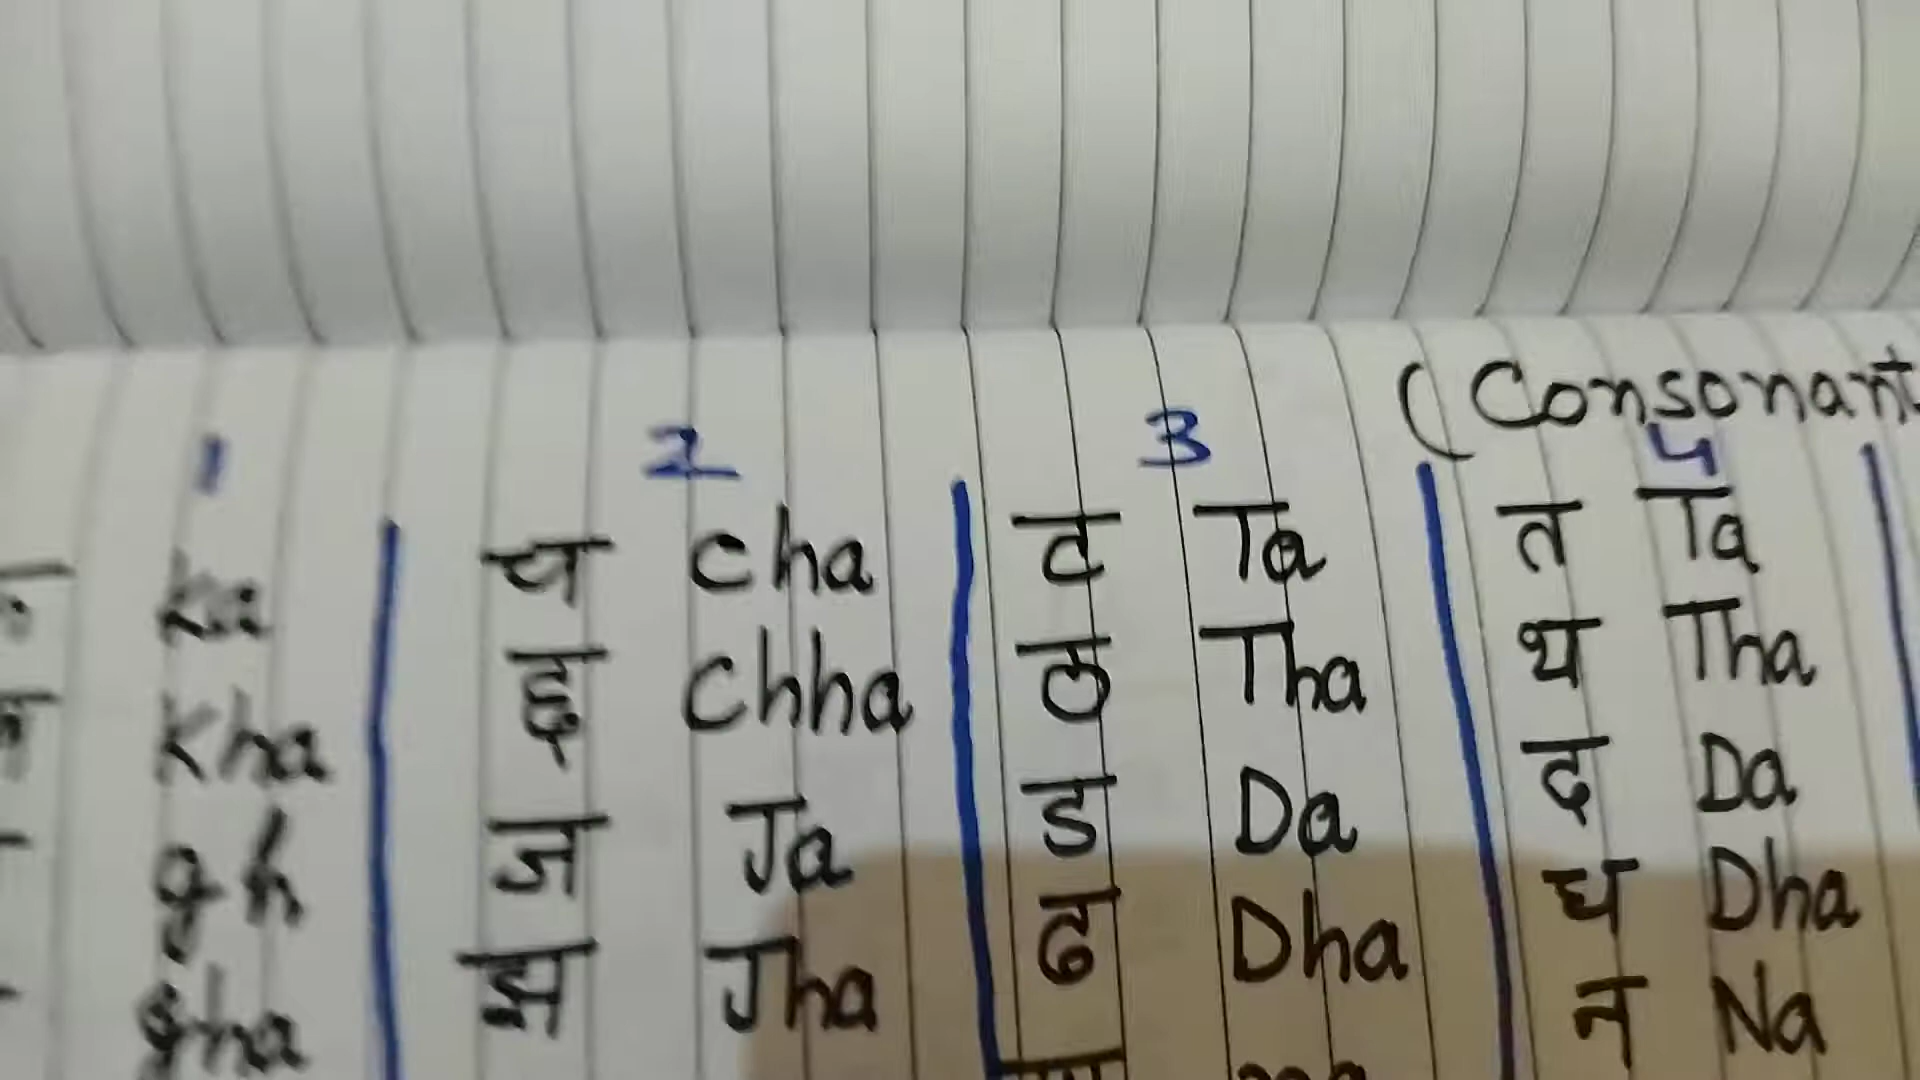 (Consonant
1 2 3 4
Ka च Cha ट Ta त Ta
Kha छ Chha ठ Tha थ Tha
ज Ja ड Da द Da
gha झ Jha ढ Dha ध Dha
न Na